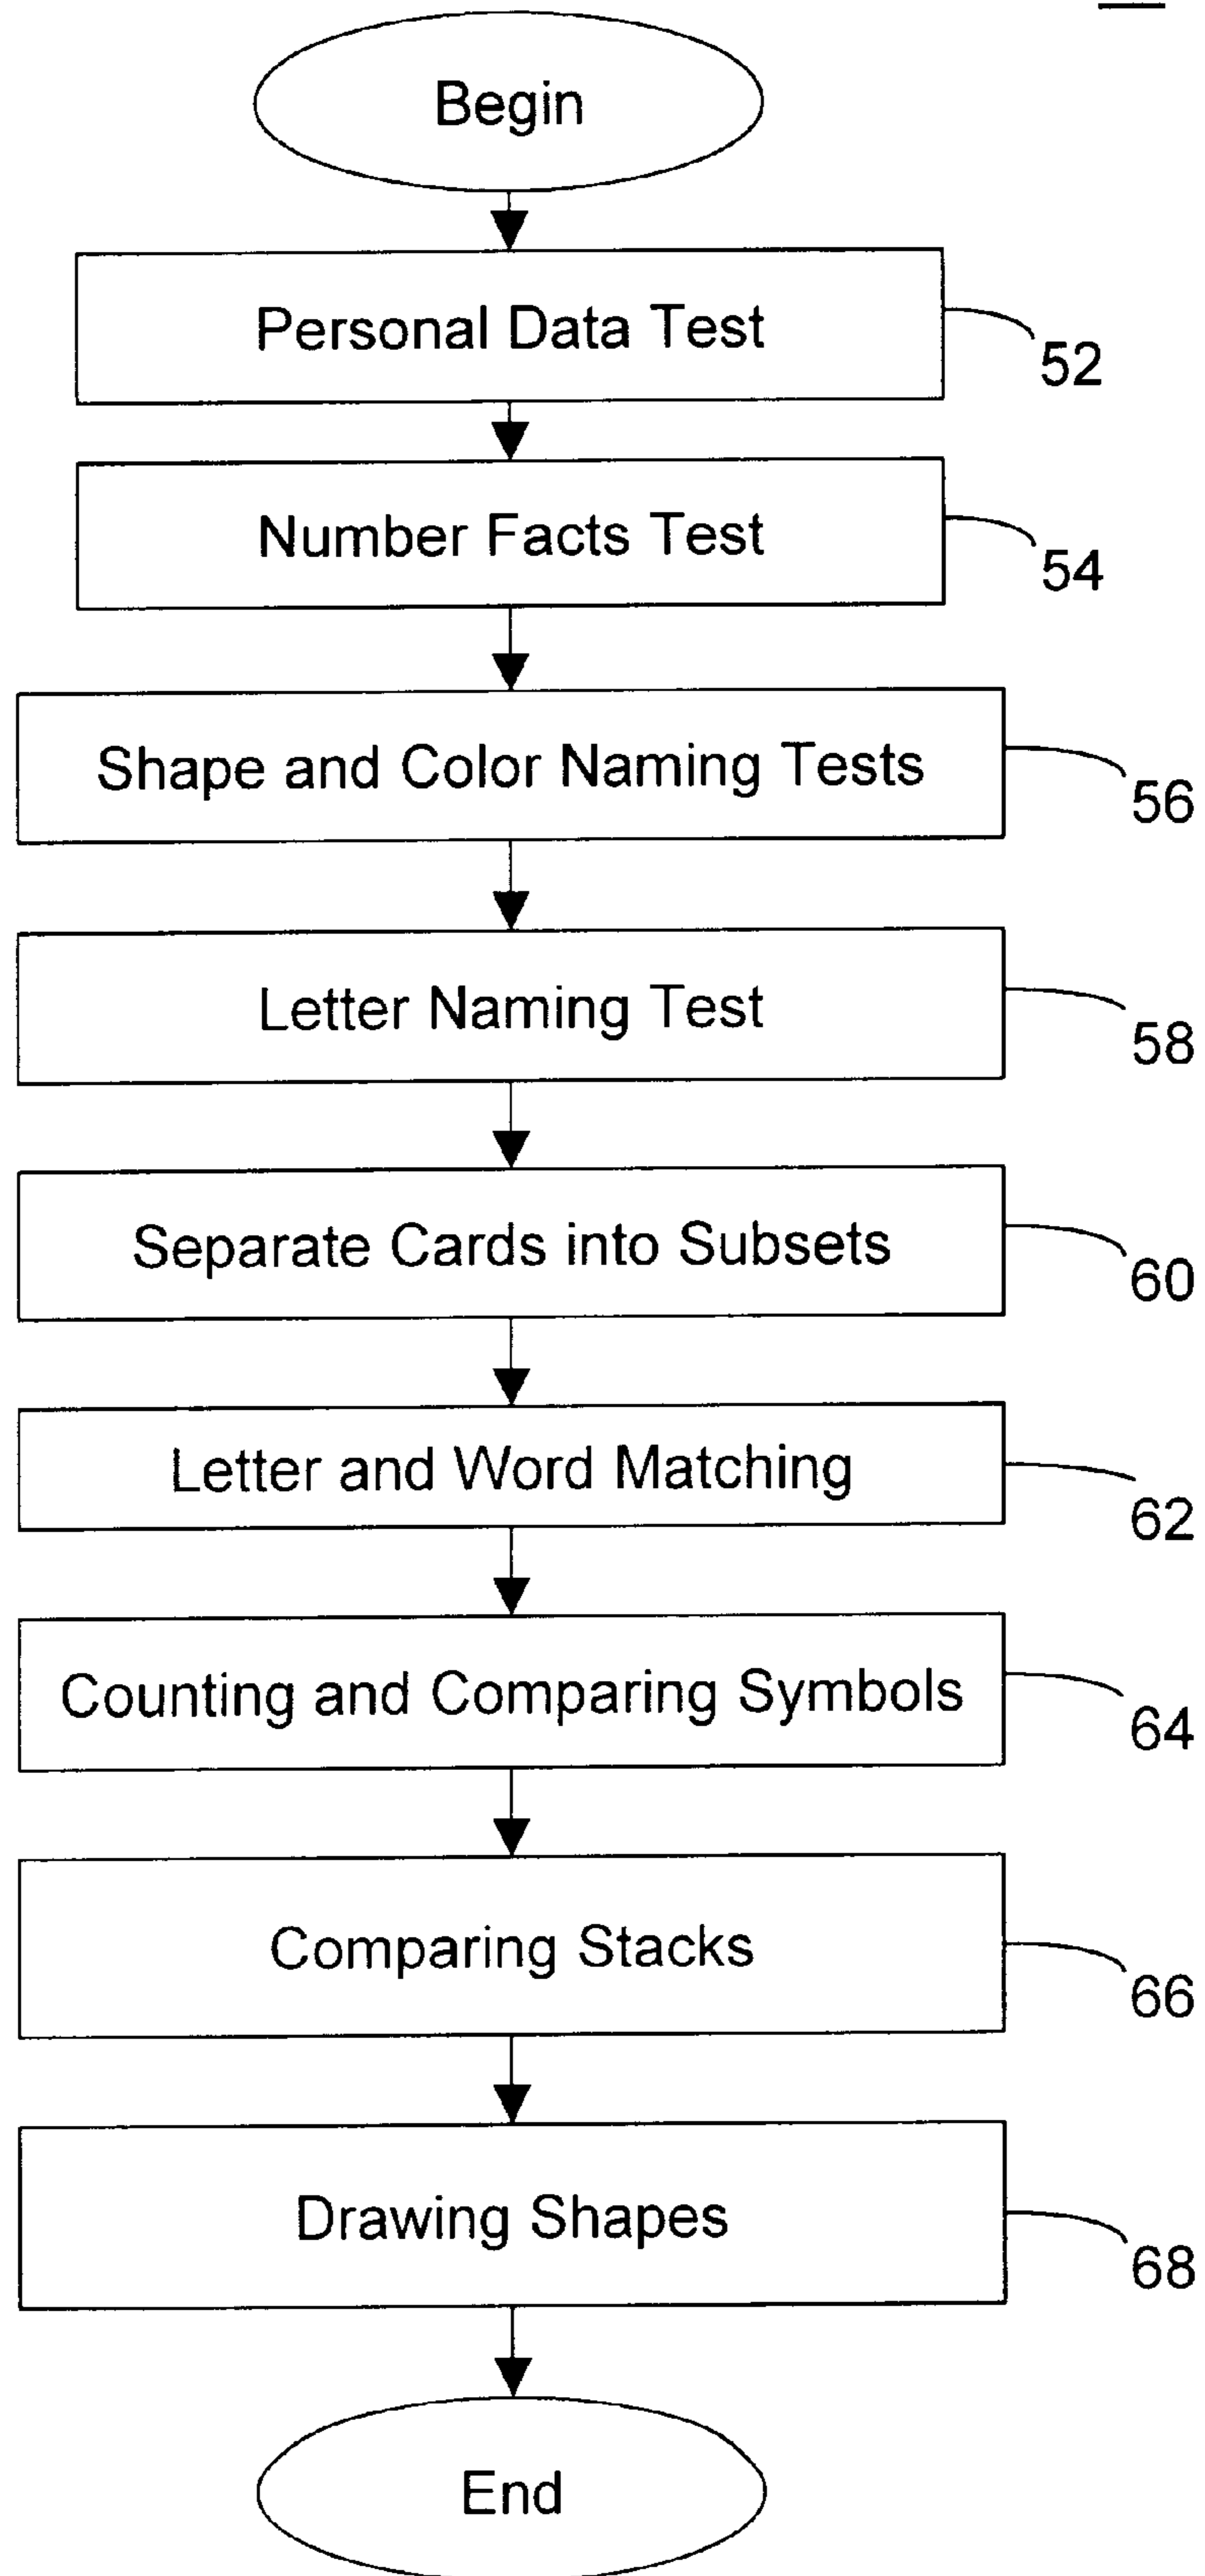 Begin
Personal Data Test
52
Number Facts Test
54
Shape and Color Naming Tests
56
Letter Naming Test
58
Separate Cards into Subsets
60
Letter and Word Matching
62
Counting and Comparing Symbols
64
Comparing Stacks
66
Drawing Shapes
68
End